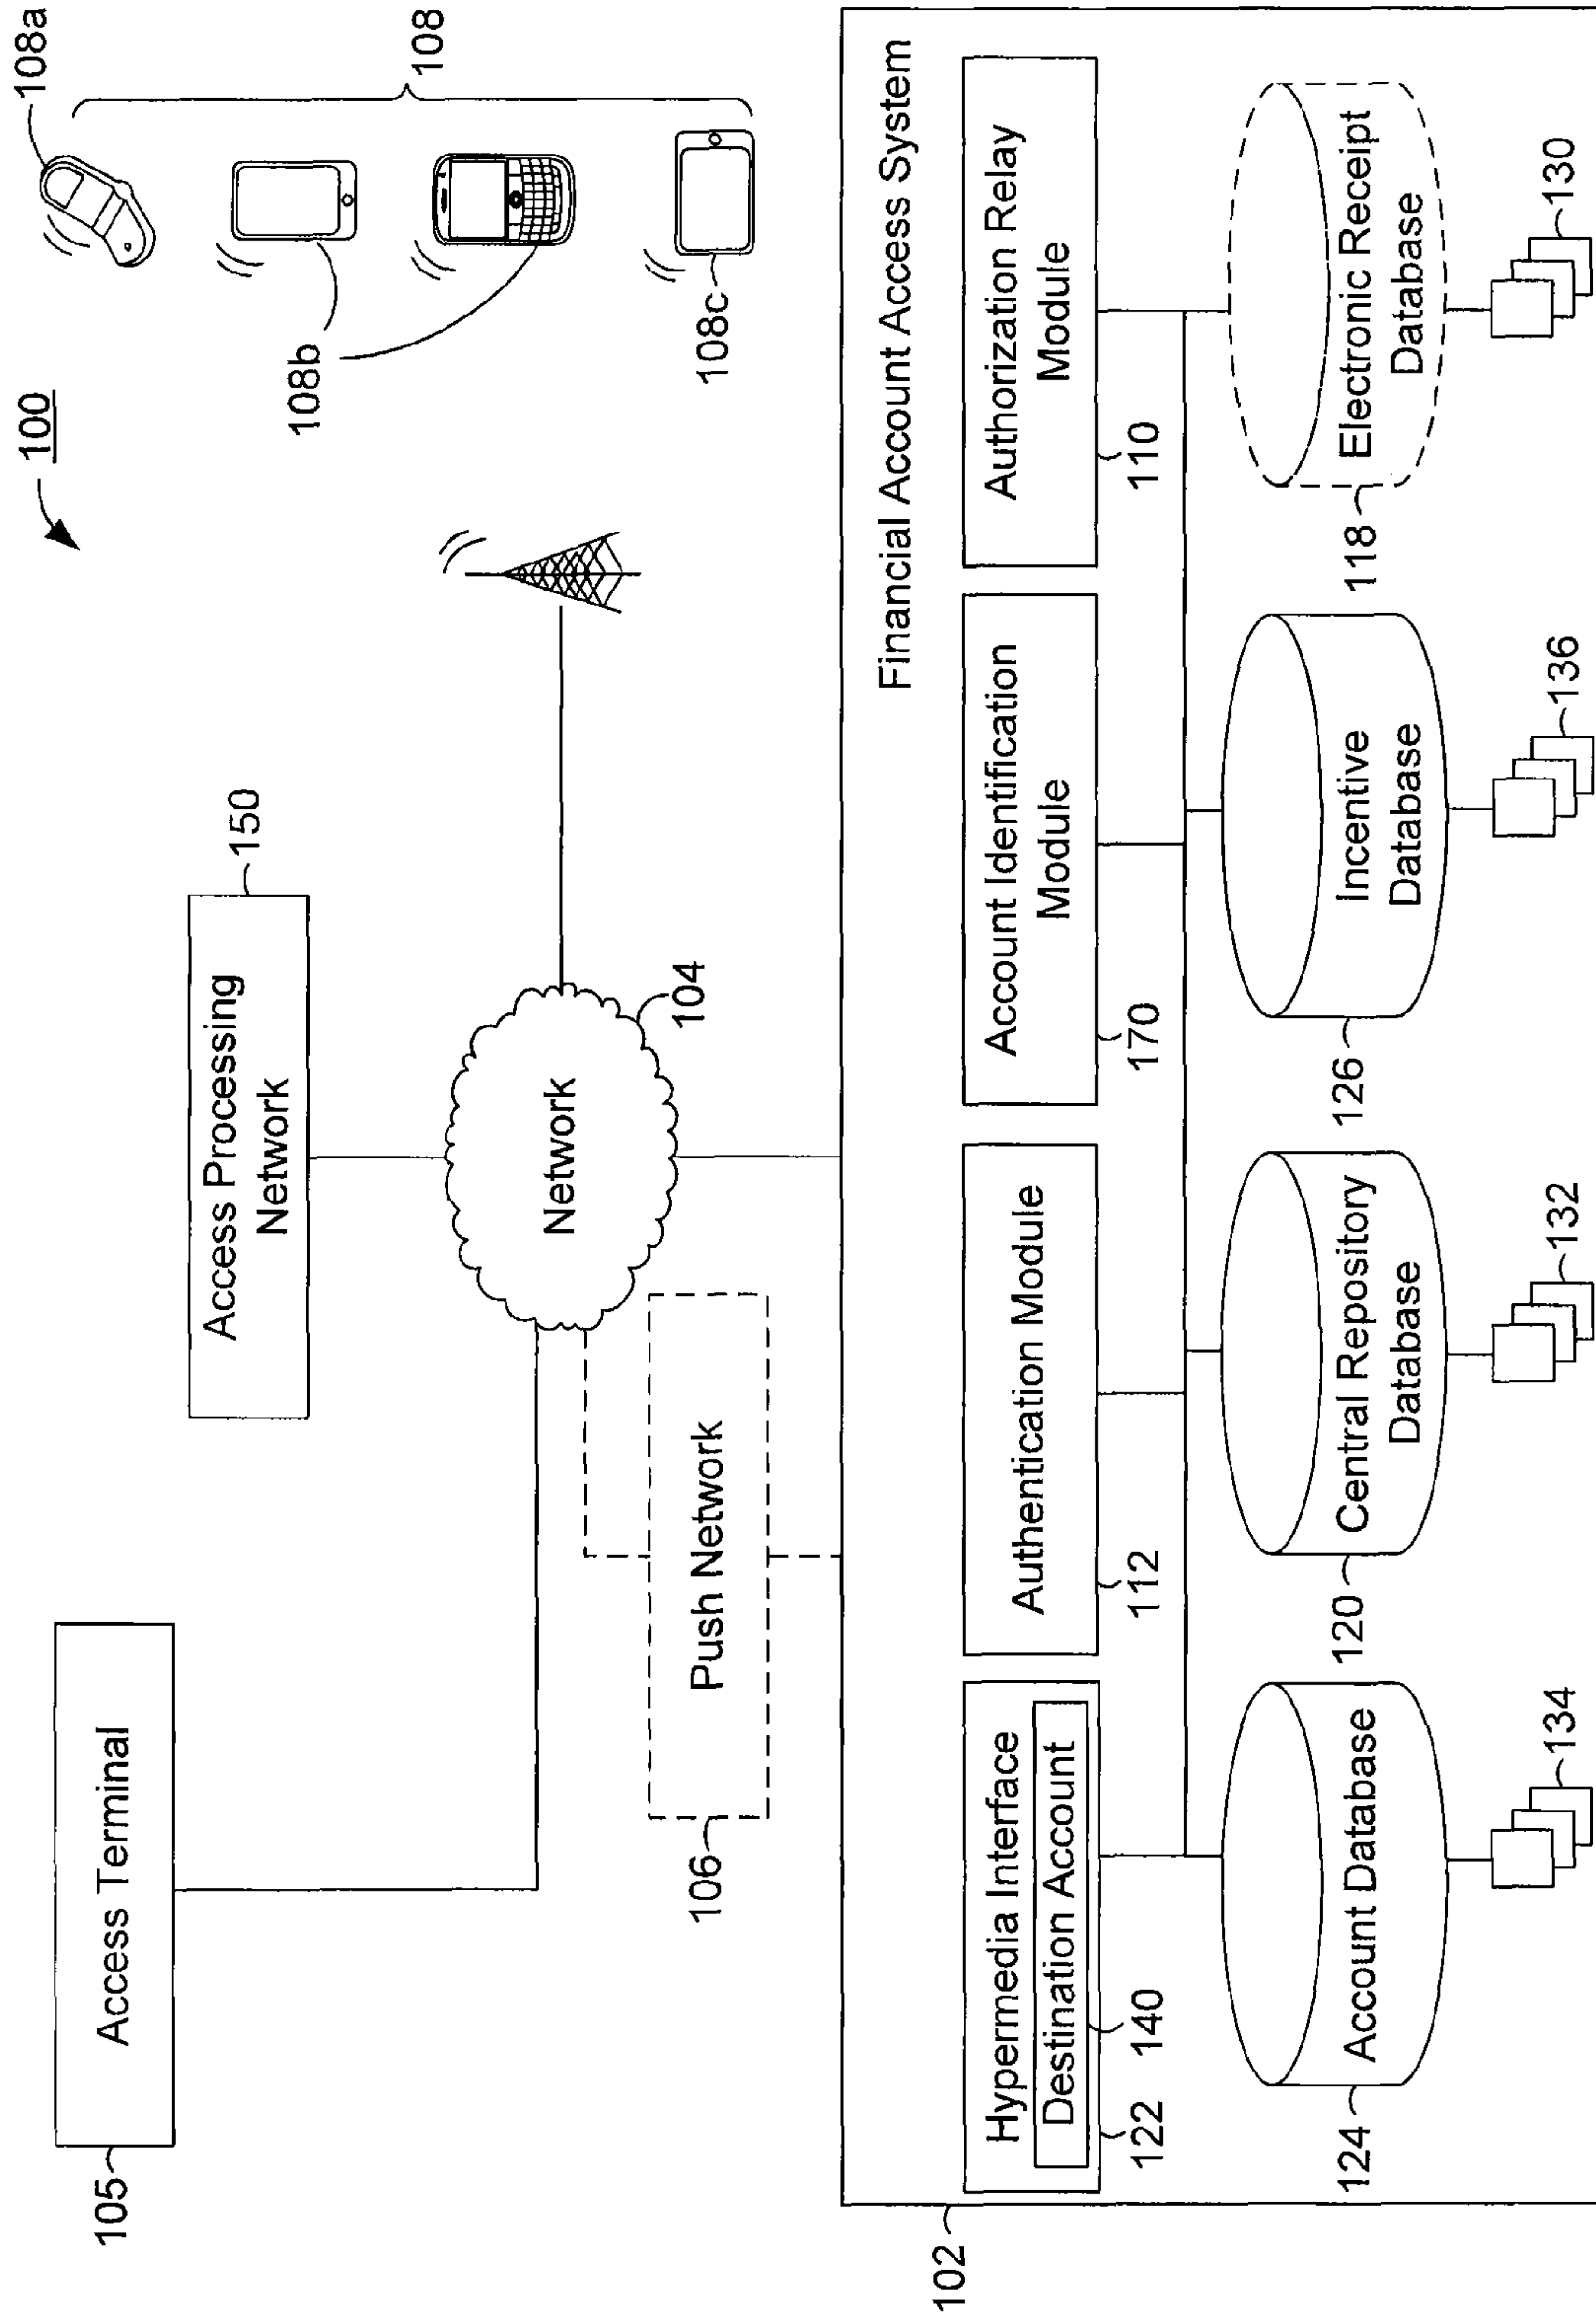 100
108a
108
108b
108c
Access Terminal
105
Access Processing
Network
150
Network
104
Push Network
106
Financial Account Access System
102
Hypermedia Interface
Destination Account
122
140
Authentication Module
112
Account Identification
Module
170
Authorization Relay
Module
110
Account Database
124
134
Central Repository
Database
120
132
Incentive
Database
126
136
Electronic Receipt
Database
118
130